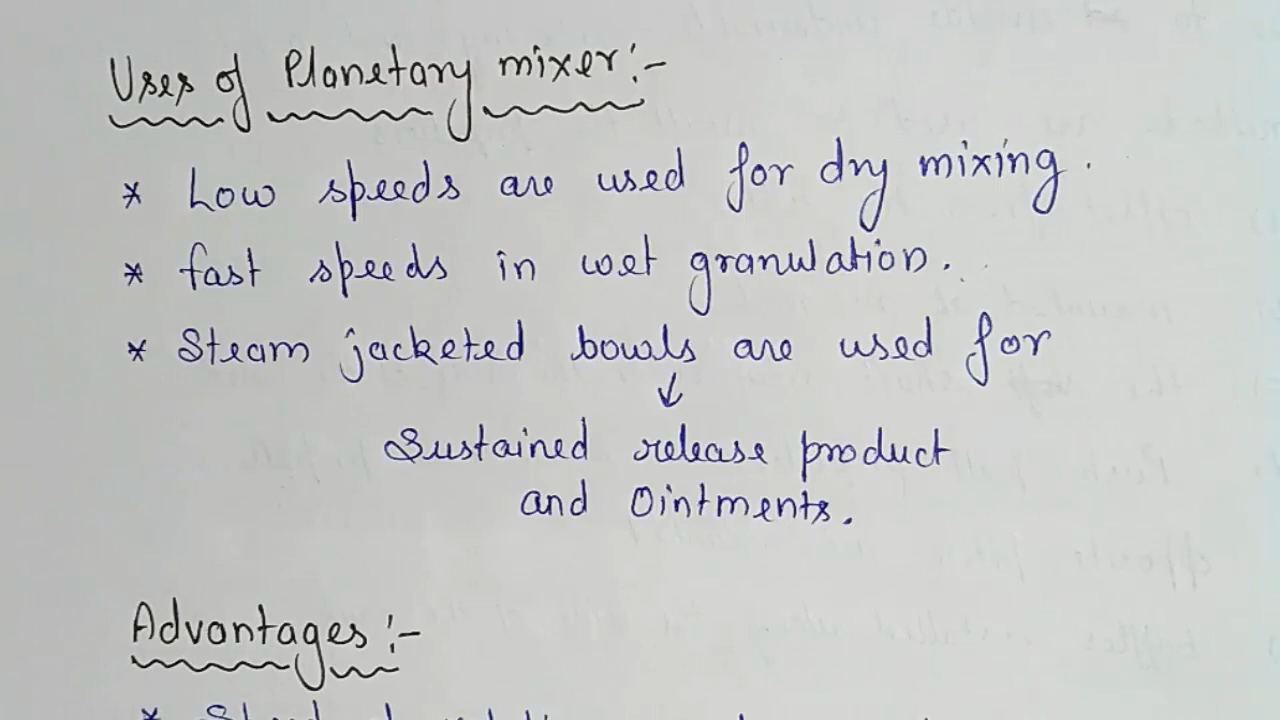 Uses of Planetary mixer:-
* Low speeds are used for dry mixing.
* fast speeds in wet granulation.
* Steam jacketed bowls are used for
↓
Sustained release product
and Ointments.
Advantages:-
*